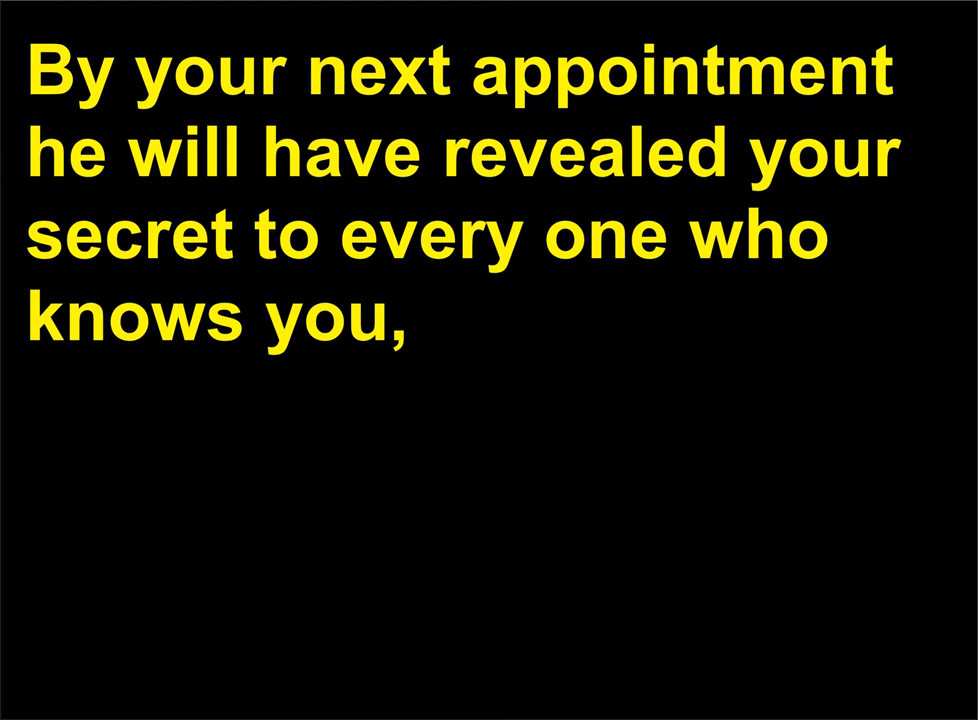 By your next appointment
he will have revealed your
secret to every one who
knows you,